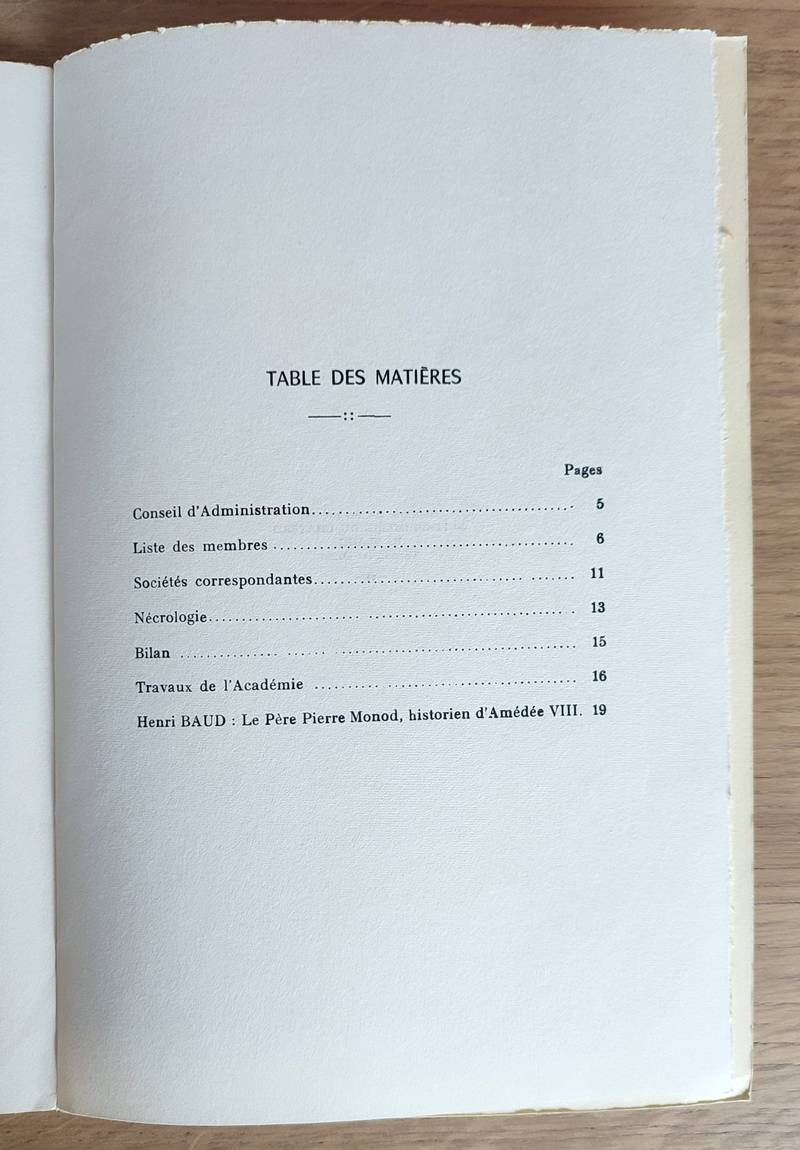 TABLE DES MATIÈRES
Pages
Conseil d'Administration 5
Liste des membres 6
Sociétés correspondantes 11
Nécrologie 13
Bilan 15
Travaux de l'Académie 16
Henri BAUD : Le Père Pierre Monod, historien d'Amédée VIII. 19